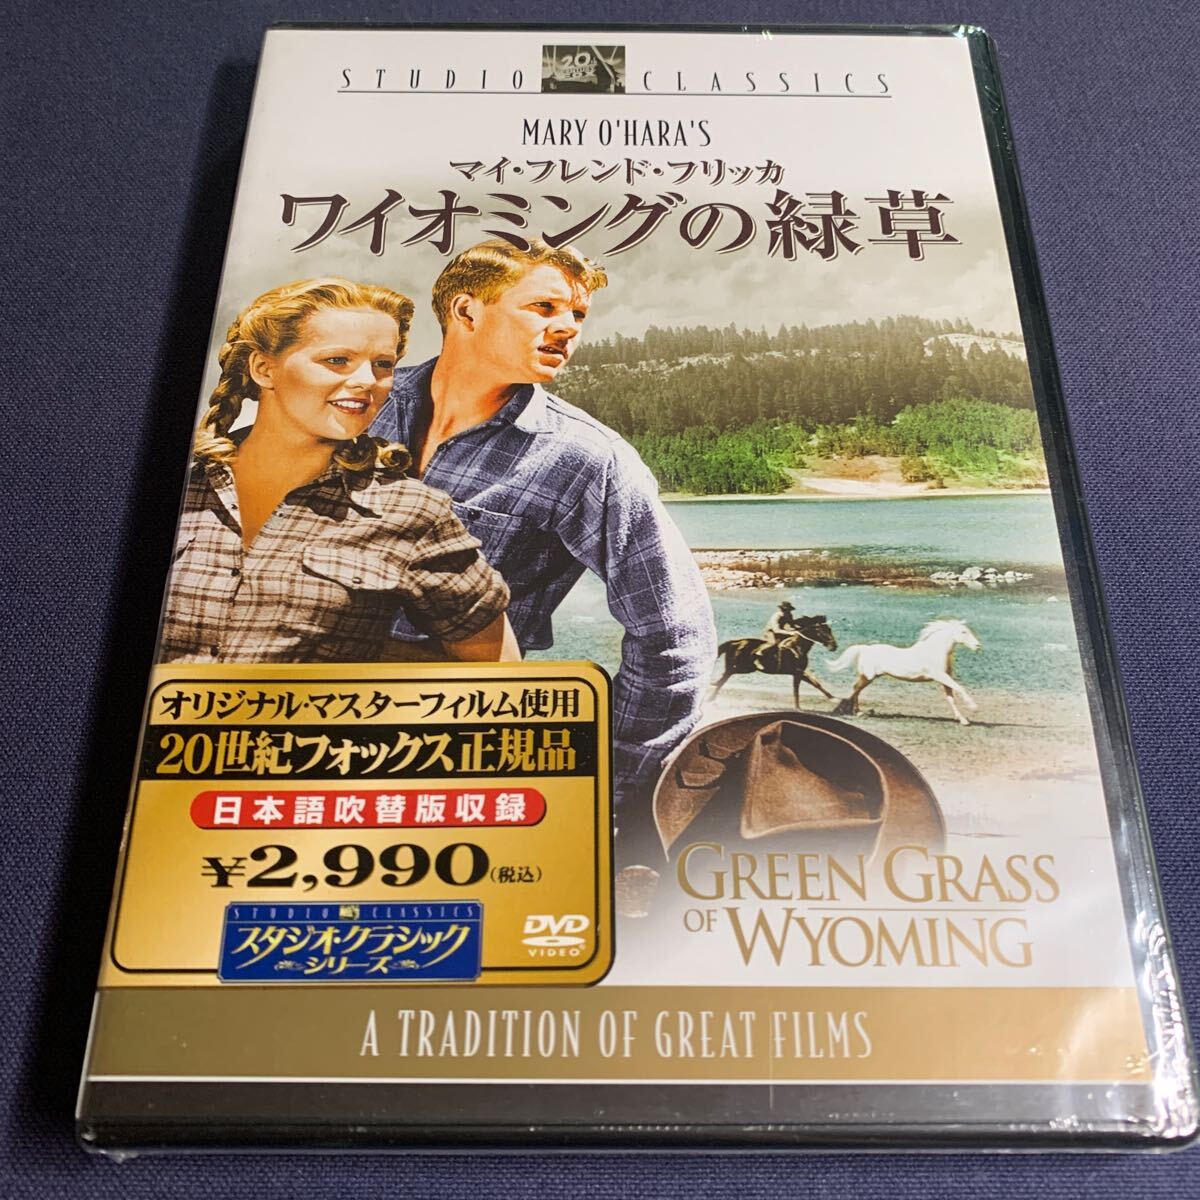 STUDIO 20th CENTURY FOX CLASSICS
MARY O'HARA'S
マイ・フレンド・フリッカ
ワイオミングの緑草
オリジナル・マスターフィルム使用
20世紀フォックス正規品
日本語吹替版収録
¥2,990(税込)
STUDIO CLASSICS
スタジオ・クラシック
シリーズ
DVD
VIDEO
GREEN GRASS
OF WYOMING
A TRADITION OF GREAT FILMS